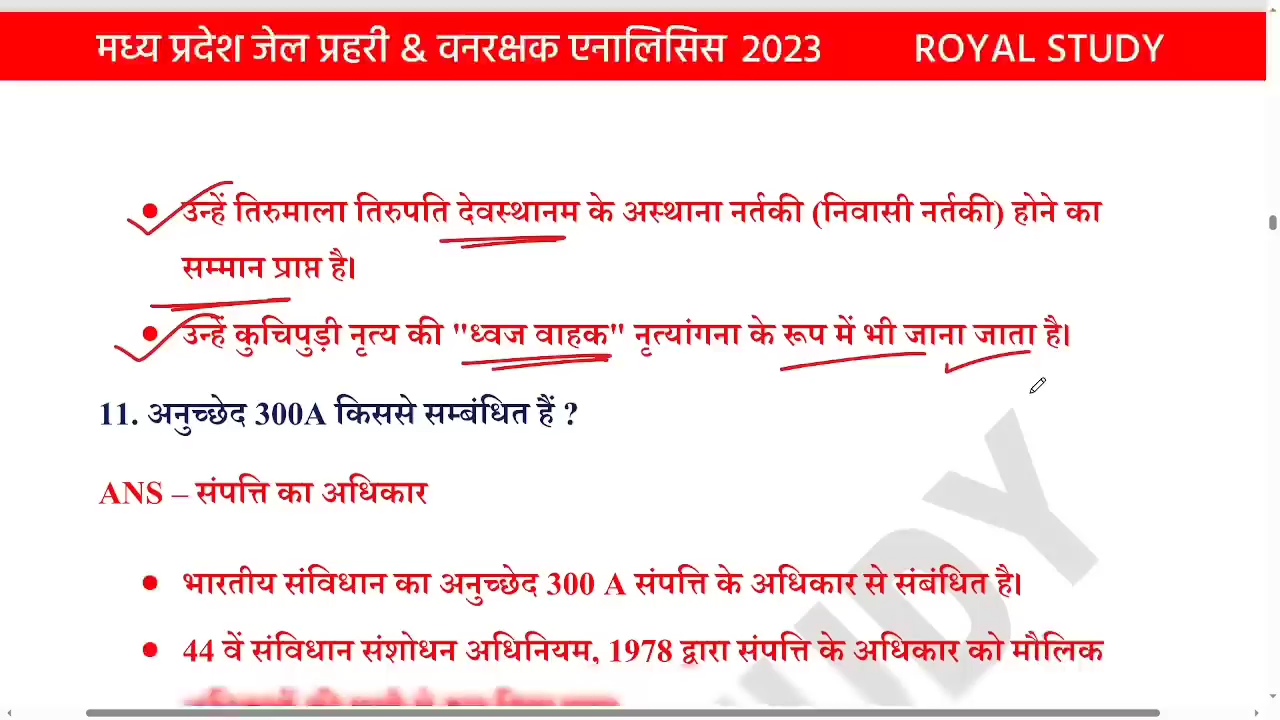 मध्य प्रदेश जेल प्रहरी & वनरक्षक एनालिसिस 2023 ROYAL STUDY
• उन्हें तिरुमाला तिरुपति देवस्थानम के अस्थाना नर्तकी (निवासी नर्तकी) होने का
सम्मान प्राप्त है।
• उन्हें कुचिपुड़ी नृत्य की "ध्वज वाहक" नृत्यांगना के रूप में भी जाना जाता है।
11. अनुच्छेद 300A किससे सम्बंधित हैं ?
ANS – संपत्ति का अधिकार
• भारतीय संविधान का अनुच्छेद 300 A संपत्ति के अधिकार से संबंधित है।
• 44 वें संविधान संशोधन अधिनियम, 1978 द्वारा संपत्ति के अधिकार को मौलिक
UDY